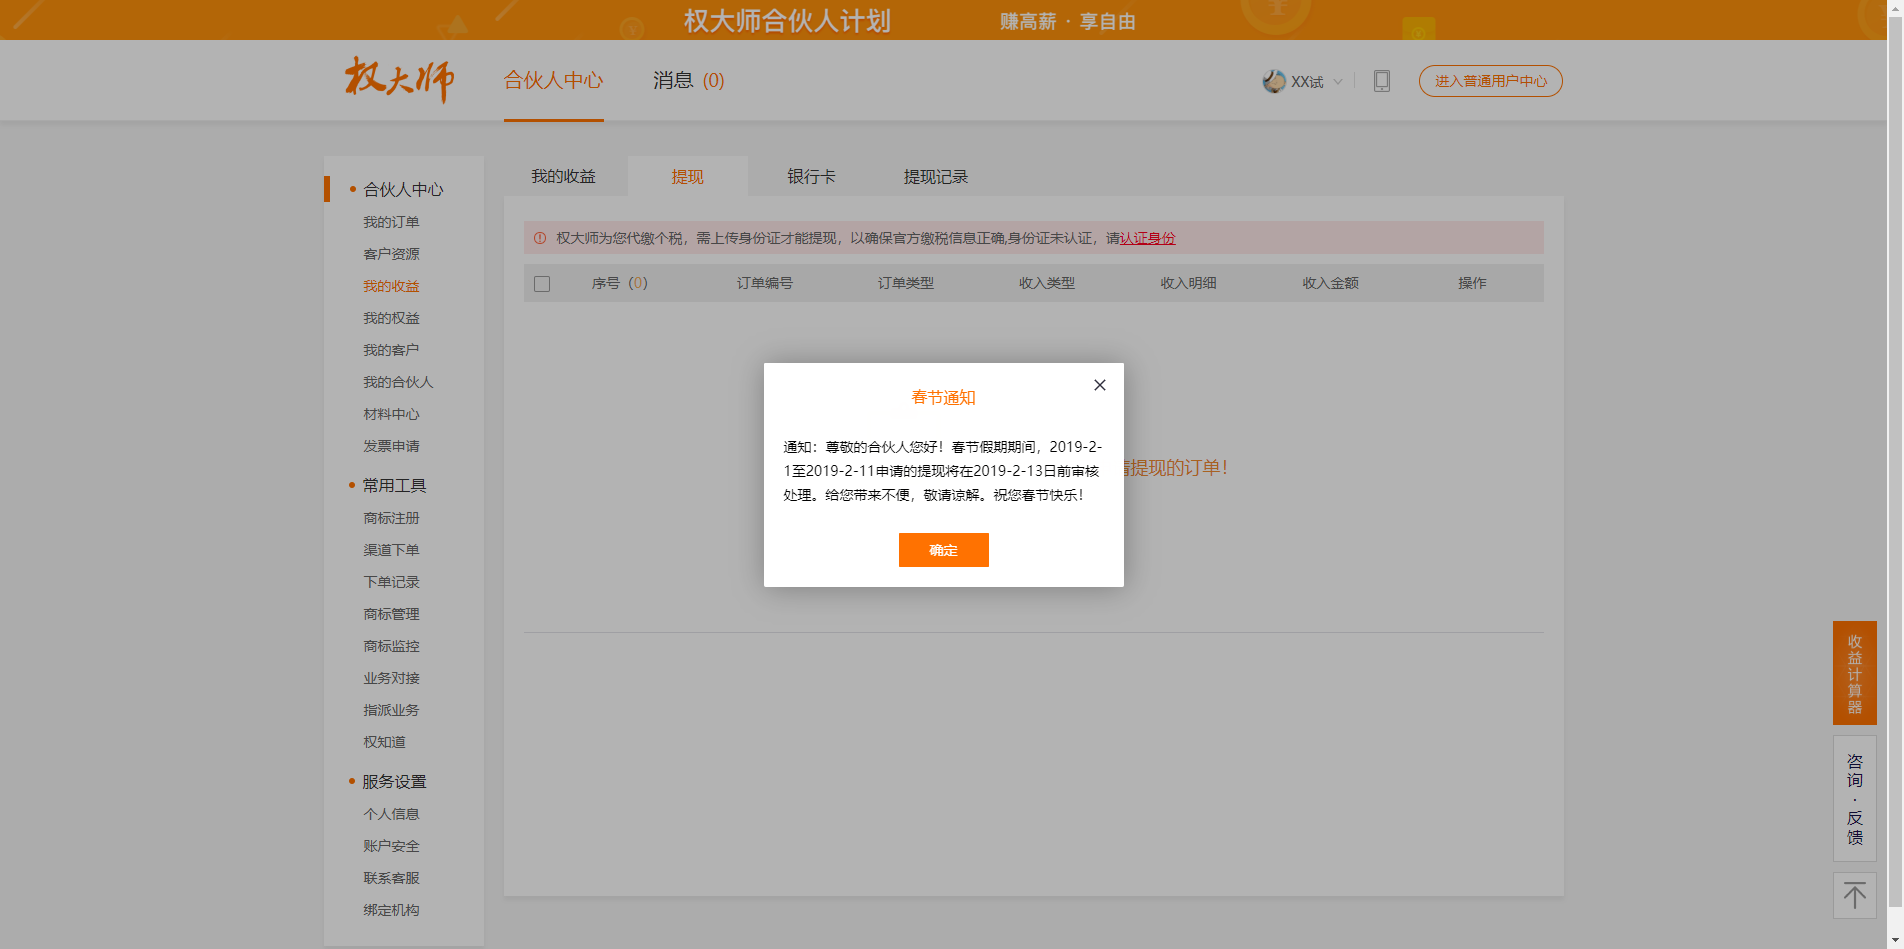 权大师合伙人计划 赚高薪 · 享自由
权大师 合伙人中心 消息 (0) XX试 进入普通用户中心
合伙人中心
我的订单
客户资源
我的收益
我的权益
我的客户
我的合伙人
材料中心
发票申请
常用工具
商标注册
渠道下单
下单记录
商标管理
商标监控
业务对接
指派业务
权知道
服务设置
个人信息
账户安全
联系客服
绑定机构
我的收益 提现 银行卡 提现记录
权大师为您代缴个税，需上传身份证才能提现，以确保官方缴税信息正确,身份证未认证，请认证身份
序号（0） 订单编号 订单类型 收入类型 收入明细 收入金额 操作
提现的订单！
春节通知
通知：尊敬的合伙人您好！春节假期期间，2019-2-
1至2019-2-11申请的提现将在2019-2-13日前审核
处理。给您带来不便，敬请谅解。祝您春节快乐！
确定
收
益
计
算
器
咨
询
·
反
馈